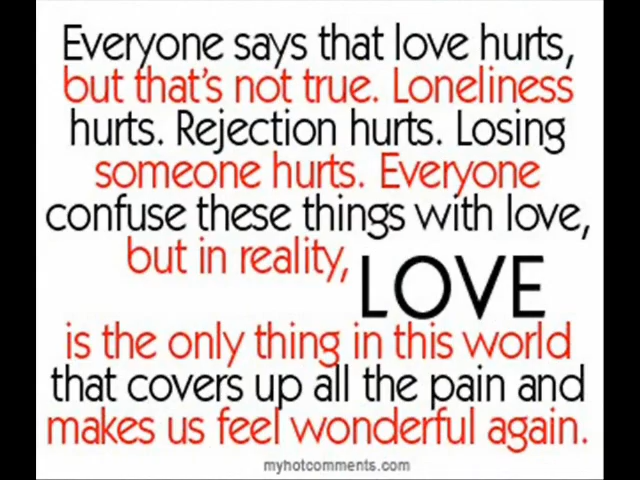 Everyone says that love hurts,
but that's not true. Loneliness
hurts. Rejection hurts. Losing
someone hurts. Everyone
confuse these things with love,
but in reality, LOVE
is the only thing in this world
that covers up all the pain and
makes us feel wonderful again.
myhotcomments.com